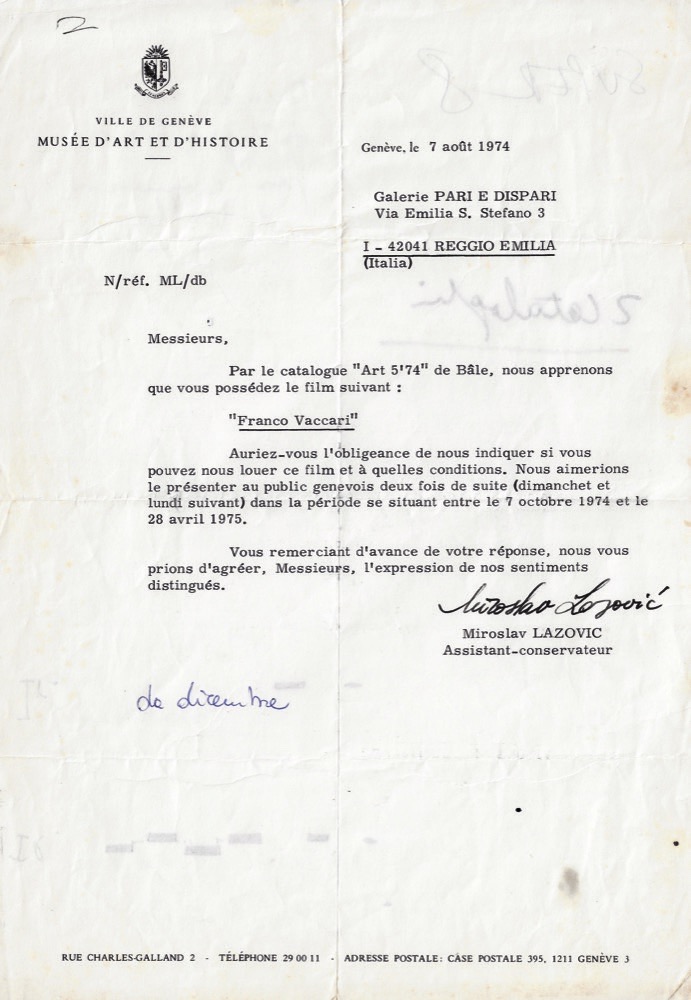 2
VILLE DE GENÈVE
MUSÉE D'ART ET D'HISTOIRE
Genève, le 7 août 1974
Galerie PARI E DISPARI
Via Emilia S. Stefano 3
I - 42041 REGGIO EMILIA
(Italia)
N/réf. ML/db
Messieurs,
Par le catalogue "Art 5'74" de Bâle, nous apprenons
que vous possédez le film suivant :
"Franco Vaccari"
Auriez-vous l'obligeance de nous indiquer si vous
pouvez nous louer ce film et à quelles conditions. Nous aimerions
le présenter au public genevois deux fois de suite (dimanchet et
lundi suivant) dans la période se situant entre le 7 octobre 1974 et le
28 avril 1975.
Vous remerciant d'avance de votre réponse, nous vous
prions d'agréer, Messieurs, l'expression de nos sentiments
distingués.
Miroslav Lazović
Miroslav LAZOVIC
Assistant-conservateur
da dicembre
RUE CHARLES-GALLAND 2 - TÉLÉPHONE 29 00 11 - ADRESSE POSTALE: CASE POSTALE 395, 1211 GENÈVE 3